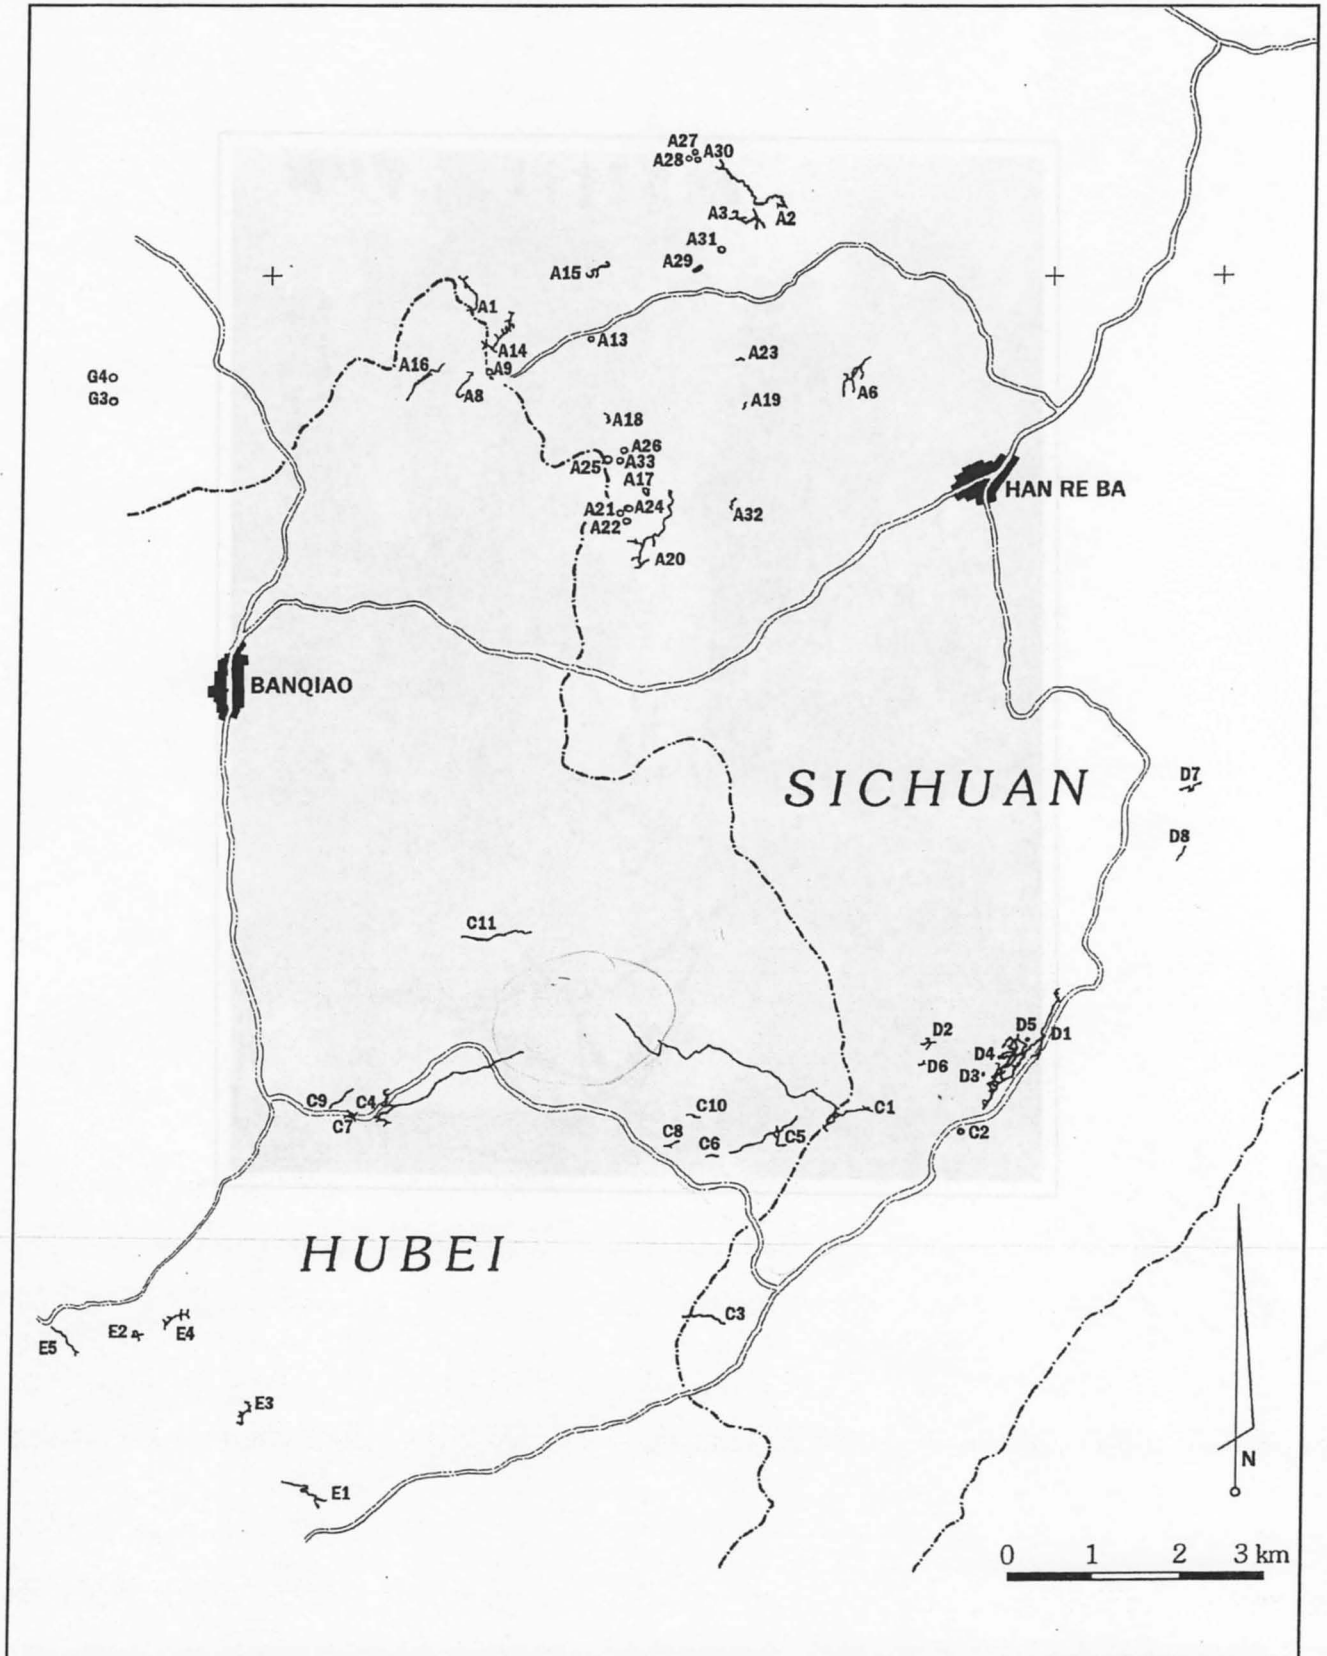 A27
A28 A30
A3 A2
A31
A29
A15
A1
A13
A14
A23
A16 A9
G4 A8 A6
G3 A19
A18
A26
A25 A33
A17
HAN RE BA
A21 A24 A32
A22
A20
BANQIAO
SICHUAN
D7
D8
C11
D2 D5 D1
D4
D6 D3
C9 C4 C10 C1
C7 C8 C6 C5 C2
HUBEI
C3
E2 E4
E5
E3
N
E1
0 1 2 3 km